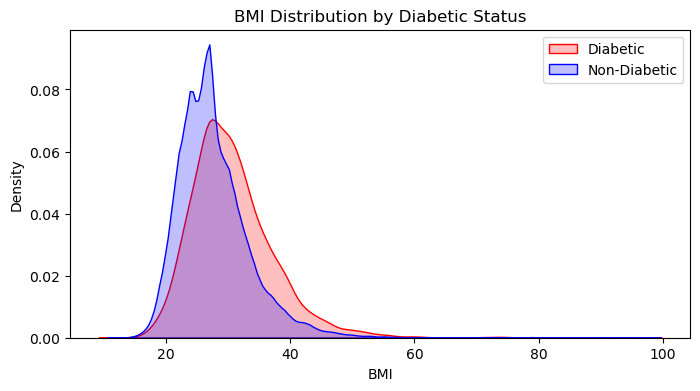 BMI Distribution by Diabetic Status
Diabetic
Non-Diabetic
Density
0.08
0.06
0.04
0.02
0.00
20 40 60 80 100
BMI